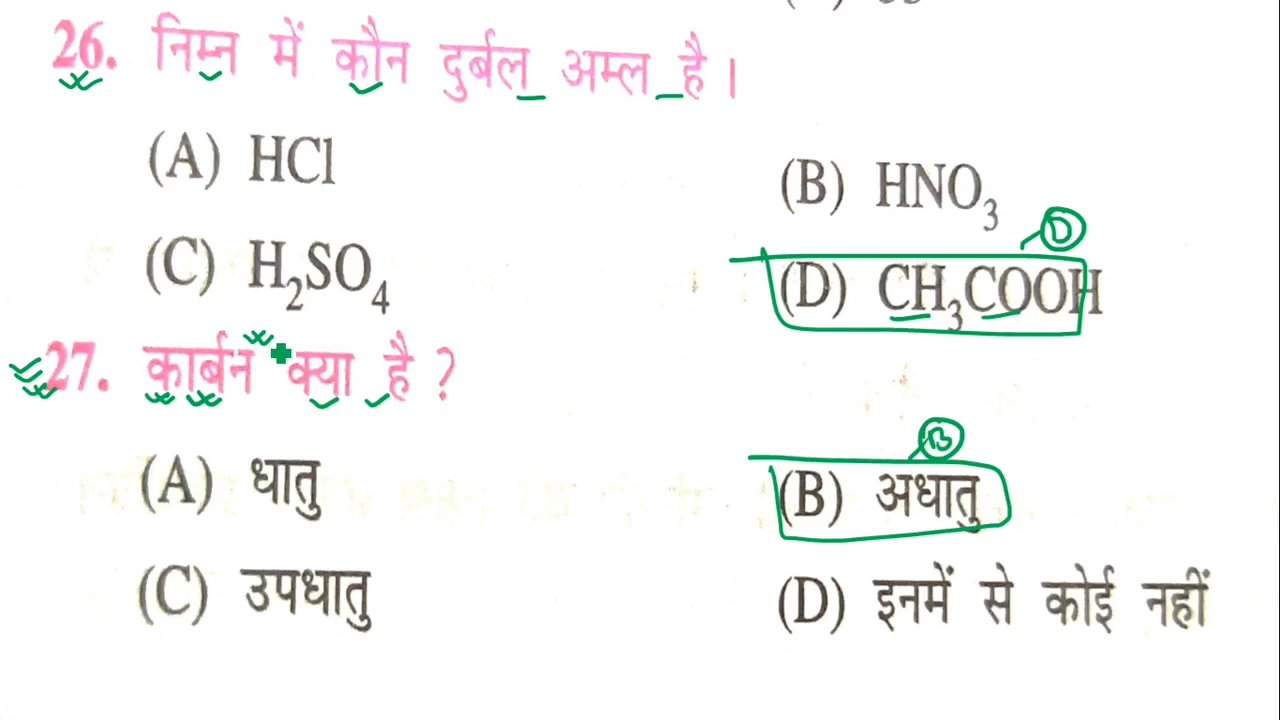 26. निम्न में कौन दुर्बल अम्ल है।
(A) HCl
(B) HNO₃
(C) H₂SO₄
(D) CH₃COOH
D
27. कार्बन क्या है ?
(A) धातु
(B) अधातु
B
(C) उपधातु
(D) इनमें से कोई नहीं